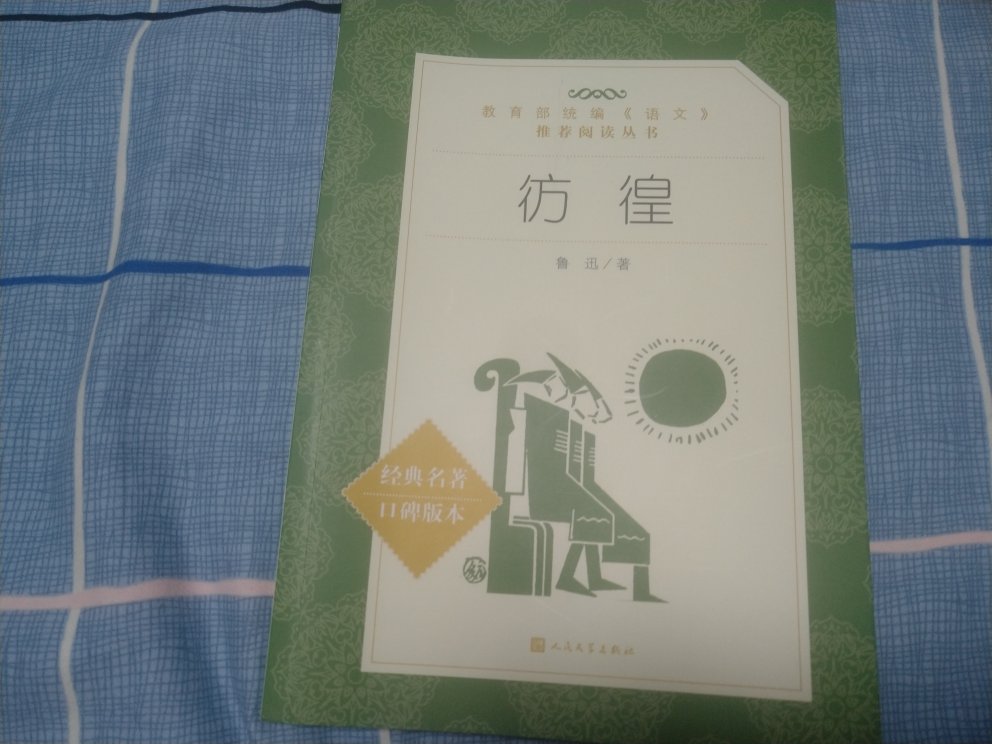 教育部统编《语文》
推荐阅读丛书
彷徨
鲁迅/著
经典名著
口碑版本
人民文学出版社